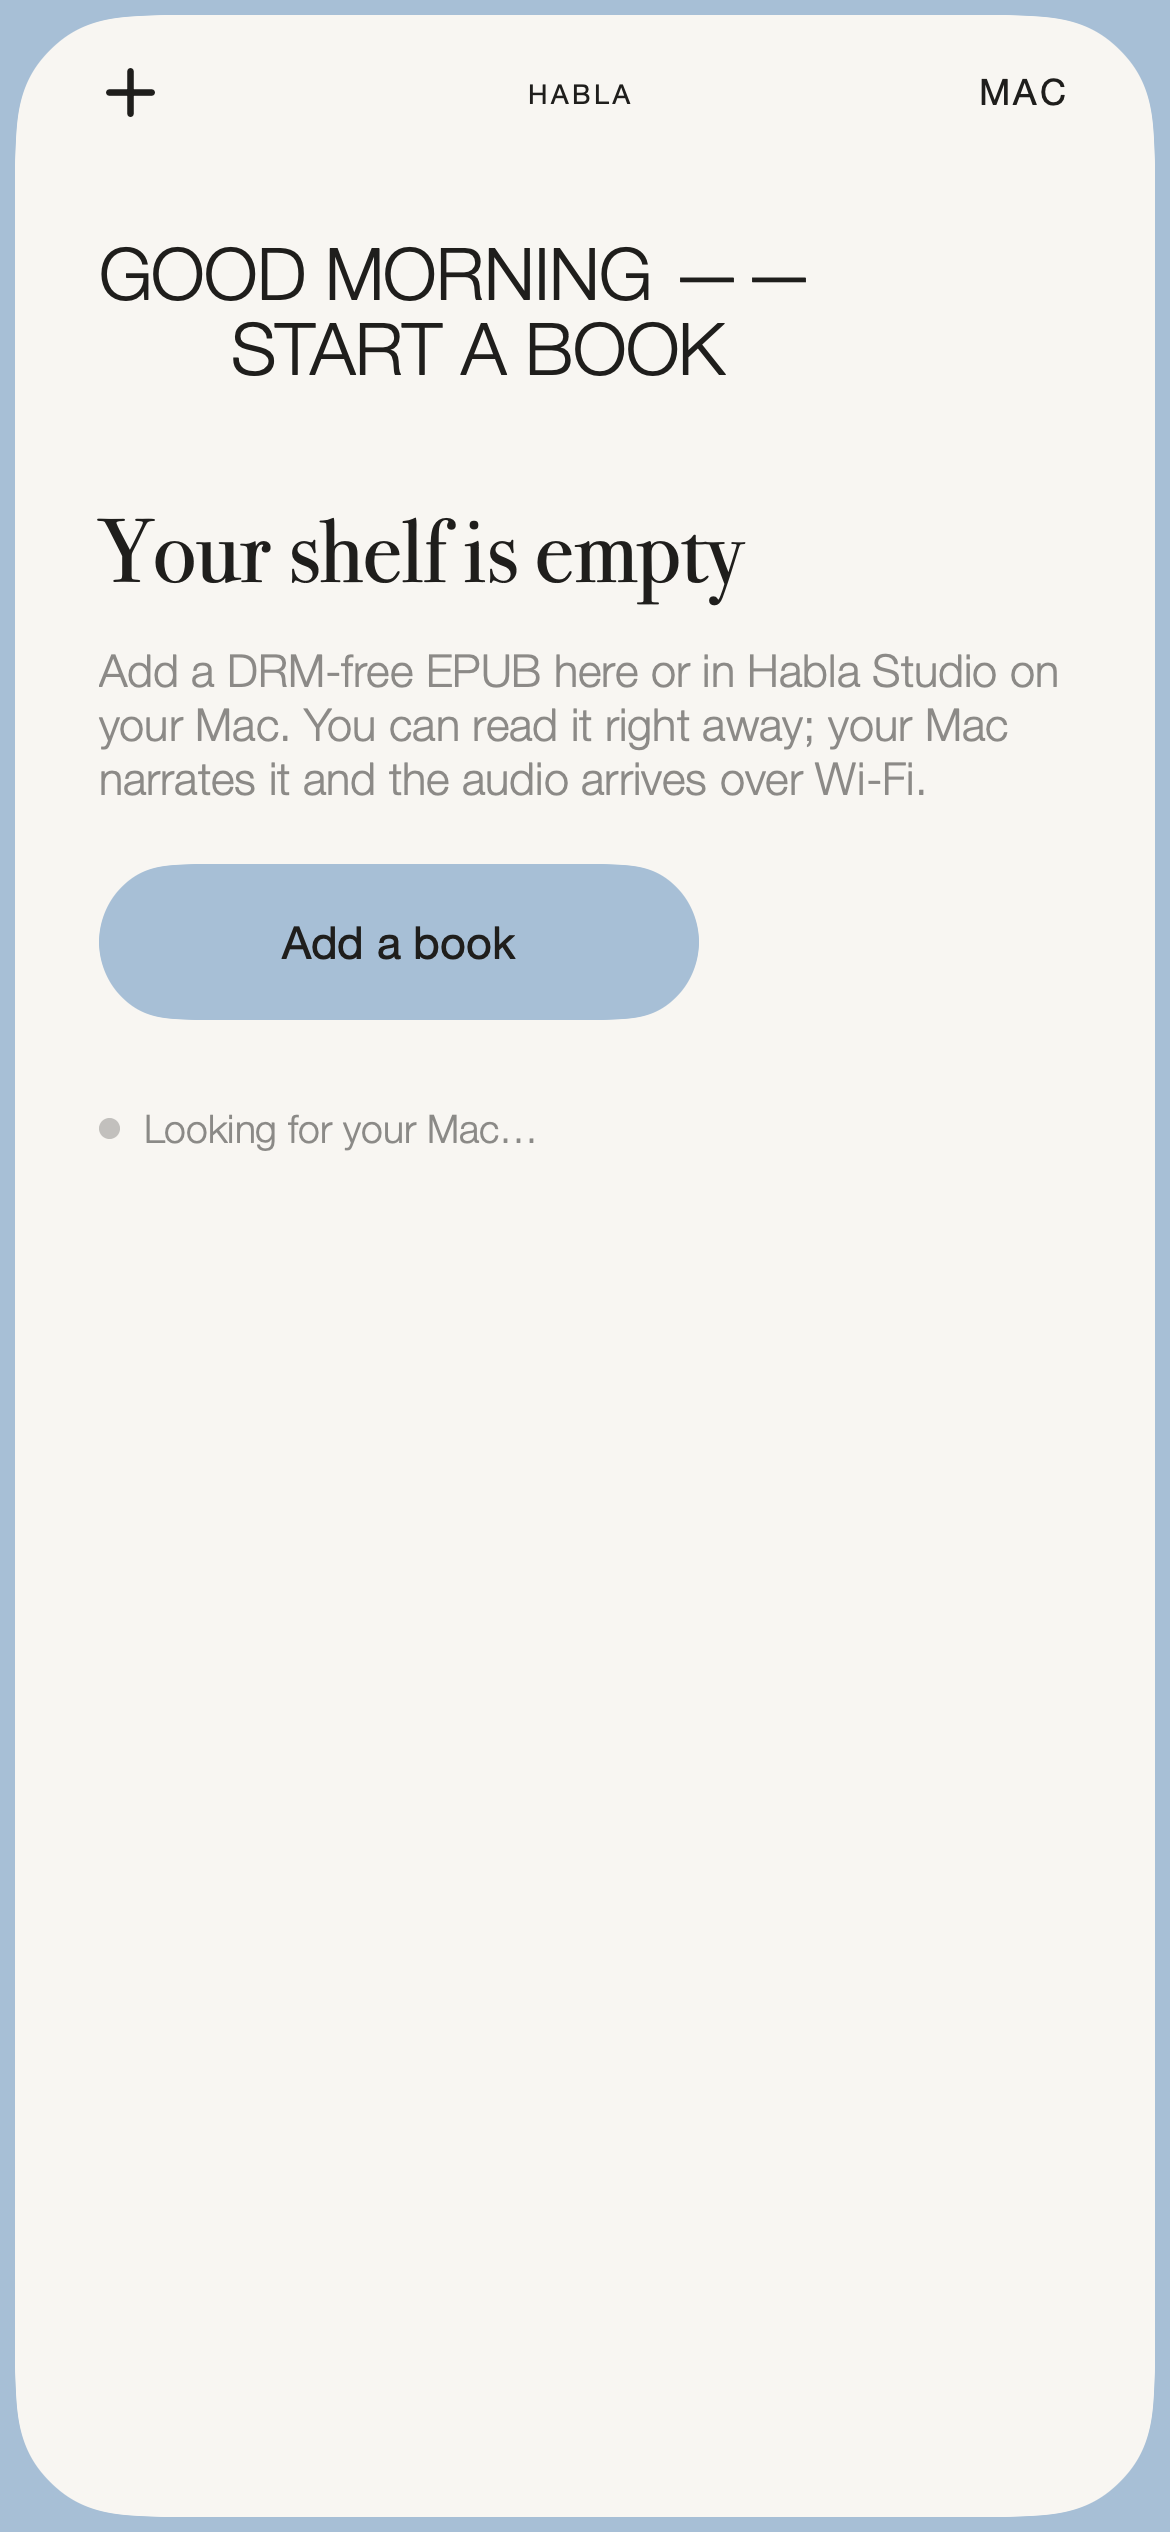 HABLA
MAC
GOOD MORNING — —
START A BOOK
Your shelf is empty
Add a DRM-free EPUB here or in Habla Studio on
your Mac. You can read it right away; your Mac
narrates it and the audio arrives over Wi-Fi.
Add a book
Looking for your Mac...